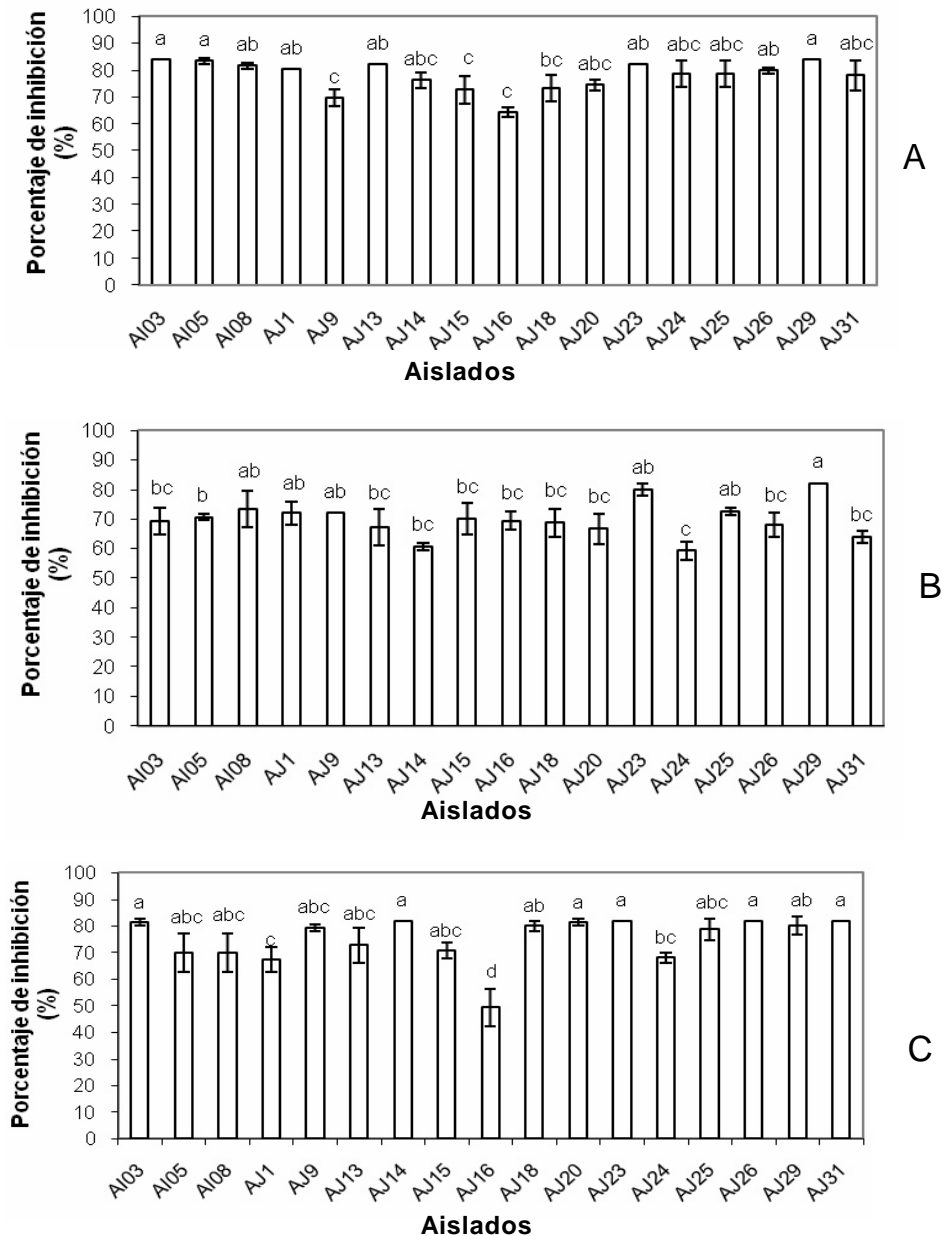 100
90
80
70
60
50
40
30
20
10
0
Porcentaje de inhibición
(%)
a a ab ab c ab abc c c bc abc ab abc abc ab a abc
AI03 AI05 AI08 AJ1 AJ9 AJ13 AJ14 AJ15 AJ16 AJ18 AJ20 AJ23 AJ24 AJ25 AJ26 AJ29 AJ31
Aislados
A
100
90
80
70
60
50
40
30
20
10
0
Porcentaje de inhibición
(%)
bc b ab ab ab bc bc bc bc bc bc ab c ab bc a bc
AI03 AI05 AI08 AJ1 AJ9 AJ13 AJ14 AJ15 AJ16 AJ18 AJ20 AJ23 AJ24 AJ25 AJ26 AJ29 AJ31
Aislados
B
100
90
80
70
60
50
40
30
20
10
0
Porcentaje de inhibición
(%)
a abc abc c abc abc a abc d ab a a bc abc a ab a
AI03 AI05 AI08 AJ1 AJ9 AJ13 AJ14 AJ15 AJ16 AJ18 AJ20 AJ23 AJ24 AJ25 AJ26 AJ29 AJ31
Aislados
C